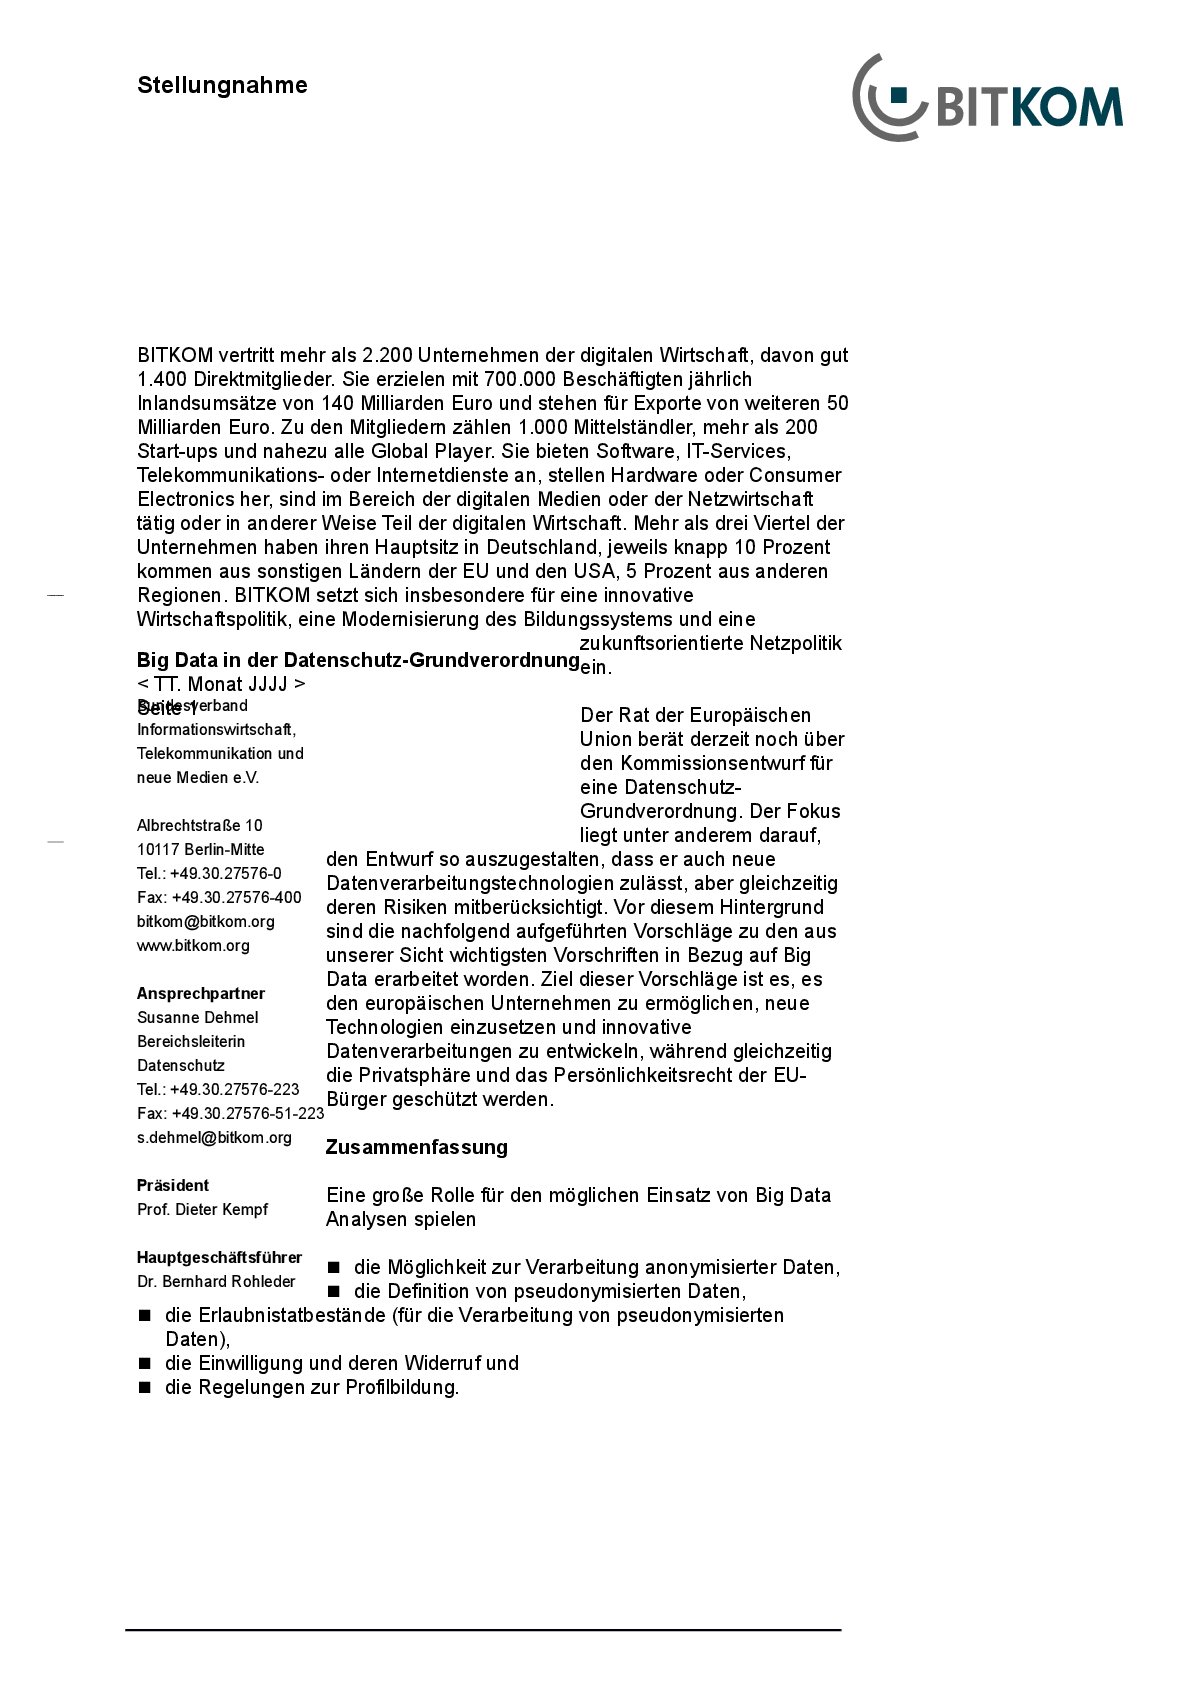 Stellungnahme
BITKOM
BITKOM vertritt mehr als 2.200 Unternehmen der digitalen Wirtschaft, davon gut
1.400 Direktmitglieder. Sie erzielen mit 700.000 Beschäftigten jährlich
Inlandsumsätze von 140 Milliarden Euro und stehen für Exporte von weiteren 50
Milliarden Euro. Zu den Mitgliedern zählen 1.000 Mittelständler, mehr als 200
Start-ups und nahezu alle Global Player. Sie bieten Software, IT-Services,
Telekommunikations- oder Internetdienste an, stellen Hardware oder Consumer
Electronics her, sind im Bereich der digitalen Medien oder der Netzwirtschaft
tätig oder in anderer Weise Teil der digitalen Wirtschaft. Mehr als drei Viertel der
Unternehmen haben ihren Hauptsitz in Deutschland, jeweils knapp 10 Prozent
kommen aus sonstigen Ländern der EU und den USA, 5 Prozent aus anderen
Regionen. BITKOM setzt sich insbesondere für eine innovative
Wirtschaftspolitik, eine Modernisierung des Bildungssystems und eine
zukunftsorientierte Netzpolitik
ein.
Big Data in der Datenschutz-Grundverordnung
< TT. Monat JJJJ >
Seite 1
Bundesverband
Informationswirtschaft,
Telekommunikation und
neue Medien e.V.
Albrechtstraße 10
10117 Berlin-Mitte
Tel.: +49.30.27576-0
Fax: +49.30.27576-400
bitkom@bitkom.org
www.bitkom.org
Ansprechpartner
Susanne Dehmel
Bereichsleiterin
Datenschutz
Tel.: +49.30.27576-223
Fax: +49.30.27576-51-223
s.dehmel@bitkom.org
Präsident
Prof. Dieter Kempf
Hauptgeschäftsführer
Dr. Bernhard Rohleder
Der Rat der Europäischen
Union berät derzeit noch über
den Kommissionsentwurf für
eine Datenschutz-
Grundverordnung. Der Fokus
liegt unter anderem darauf,
den Entwurf so auszugestalten, dass er auch neue
Datenverarbeitungstechnologien zulässt, aber gleichzeitig
deren Risiken mitberücksichtigt. Vor diesem Hintergrund
sind die nachfolgend aufgeführten Vorschläge zu den aus
unserer Sicht wichtigsten Vorschriften in Bezug auf Big
Data erarbeitet worden. Ziel dieser Vorschläge ist es, es
den europäischen Unternehmen zu ermöglichen, neue
Technologien einzusetzen und innovative
Datenverarbeitungen zu entwickeln, während gleichzeitig
die Privatsphäre und das Persönlichkeitsrecht der EU-
Bürger geschützt werden.
Zusammenfassung
Eine große Rolle für den möglichen Einsatz von Big Data
Analysen spielen
■ die Möglichkeit zur Verarbeitung anonymisierter Daten,
■ die Definition von pseudonymisierten Daten,
■ die Erlaubnistatbestände (für die Verarbeitung von pseudonymisierten
Daten),
■ die Einwilligung und deren Widerruf und
■ die Regelungen zur Profilbildung.